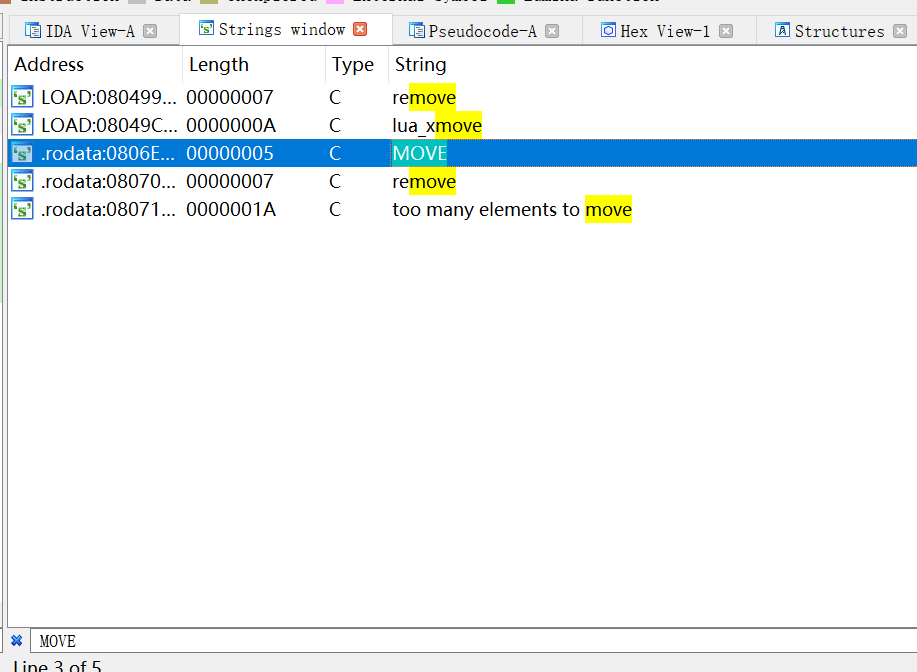 IDA View-A Strings window Pseudocode-A Hex View-1 Structures
Address Length Type String
LOAD:080499... 00000007 C remove
LOAD:08049C... 0000000A C lua_xmove
.rodata:0806E... 00000005 C MOVE
.rodata:08070... 00000007 C remove
.rodata:08071... 0000001A C too many elements to move
MOVE
Line 3 of 5